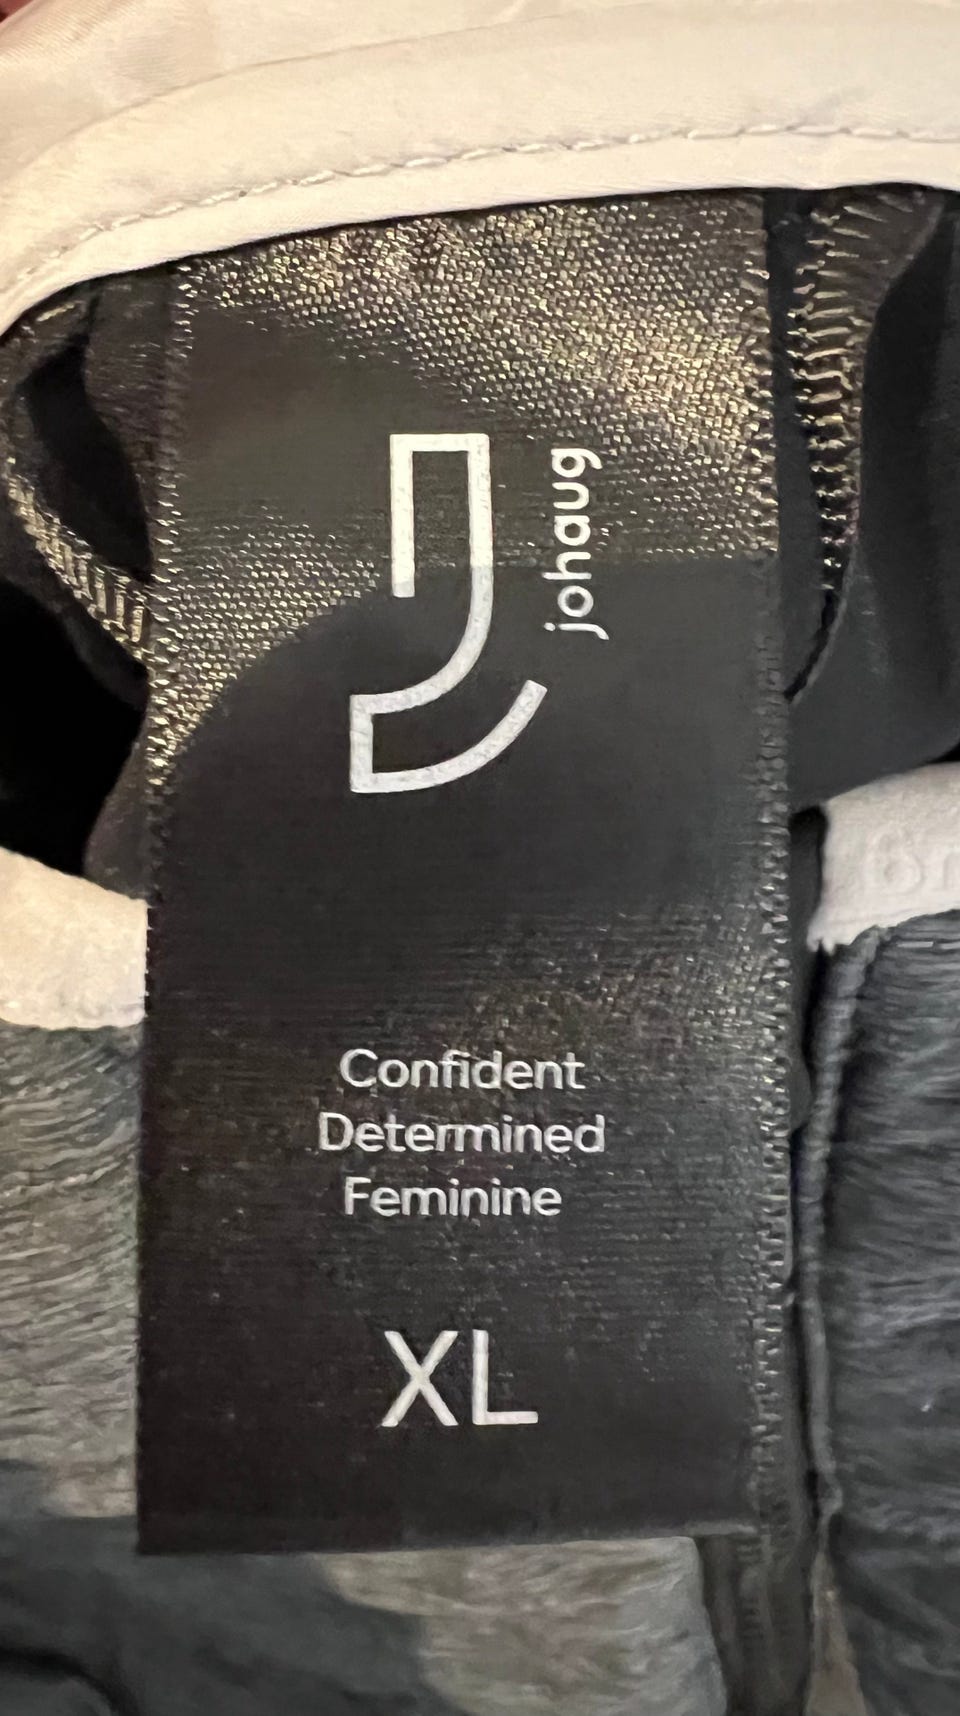 johaug
Confident
Determined
Feminine
XL